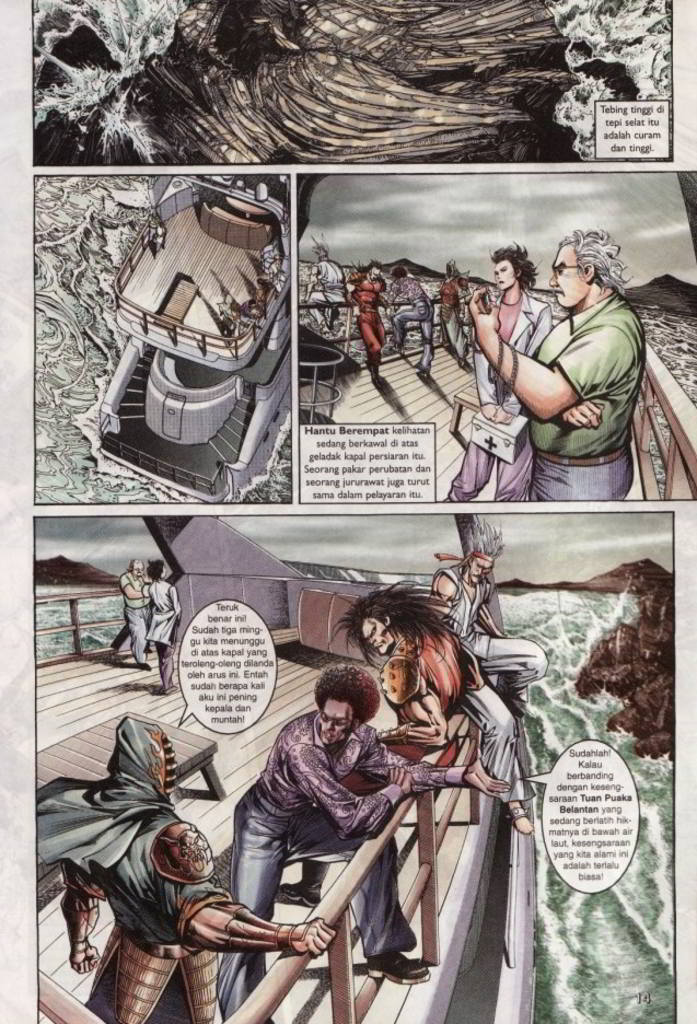 Tebing tinggi di
tepi selat itu
adalah curam
dan tinggi.
Hantu Berempat kelihatan
sedang berkawal di atas
geladak kapal persiaran itu.
Seorang pakar perubatan dan
seorang jururawat juga turut
sama dalam pelayaran itu.
Teruk
benar ini!
Sudah tiga ming-
gu kita menunggu
di atas kapal yang
teroleng-oleng dilanda
arus ini. Entah
sudah berapa kali
aku ini pening
kepala dan
muntah!
Sudahlah!
Kalau
berbanding
dengan keseng-
saraan Tuan Puaka
Belantan yang
sedang berlatih hik-
matnya di bawah air
laut, kesengsaraan
yang kita alami ini
adalah terlalu
biasa!
14